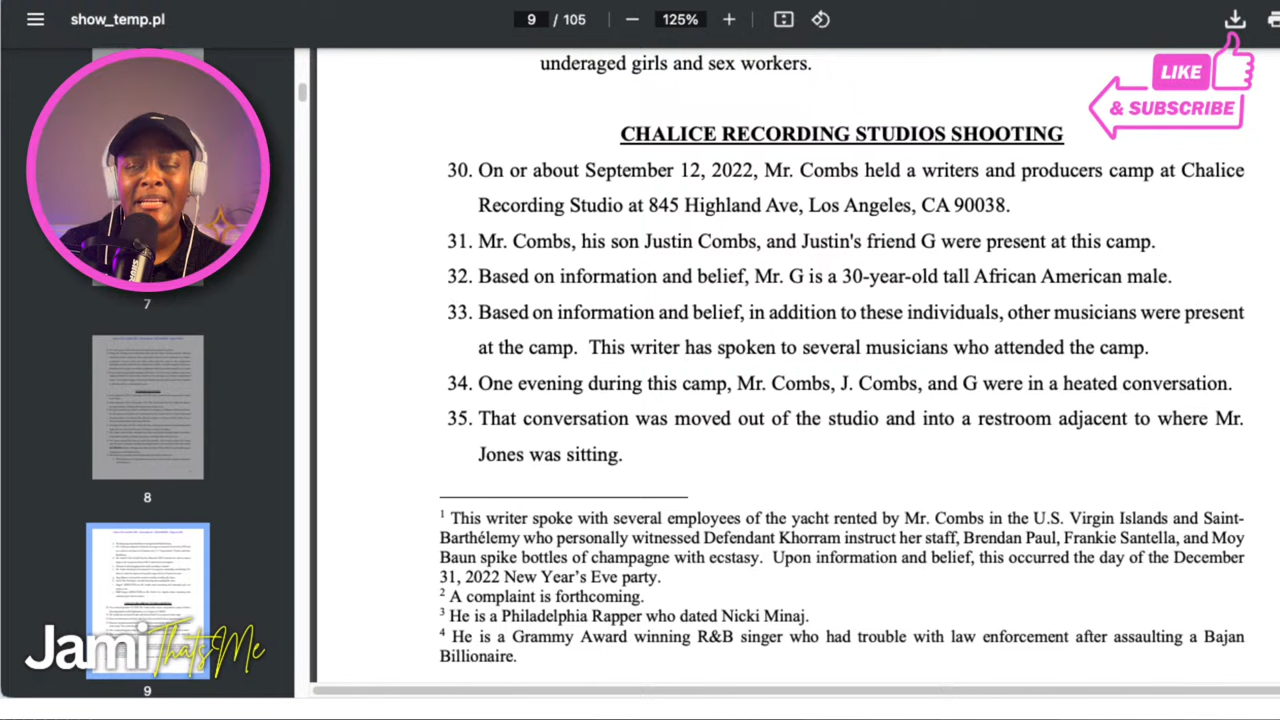 show_temp.pl
9 / 105
125%
LIKE
& SUBSCRIBE
underaged girls and sex workers.
CHALICE RECORDING STUDIOS SHOOTING
30. On or about September 12, 2022, Mr. Combs held a writers and producers camp at Chalice
Recording Studio at 845 Highland Ave, Los Angeles, CA 90038.
31. Mr. Combs, his son Justin Combs, and Justin's friend G were present at this camp.
32. Based on information and belief, Mr. G is a 30-year-old tall African American male.
33. Based on information and belief, in addition to these individuals, other musicians were present
at the camp. This writer has spoken to several musicians who attended the camp.
34. One evening during this camp, Mr. Combs, J. Combs, and G were in a heated conversation.
35. That conversation was moved out of the studio and into a restroom adjacent to where Mr.
Jones was sitting.
1 This writer spoke with several employees of the yacht rented by Mr. Combs in the U.S. Virgin Islands and Saint-
Barthélemy who personally witnessed Defendant Khorram instruct her staff, Brendan Paul, Frankie Santella, and Moy
Baun spike bottles of champagne with ecstasy. Upon information and belief, this occurred the day of the December
31, 2022 New Year's Eve party.
2 A complaint is forthcoming.
3 He is a Philadelphia Rapper who dated Nicki Minaj.
4 He is a Grammy Award winning R&B singer who had trouble with law enforcement after assaulting a Bajan
Billionaire.
7
8
9
Jami That's Me